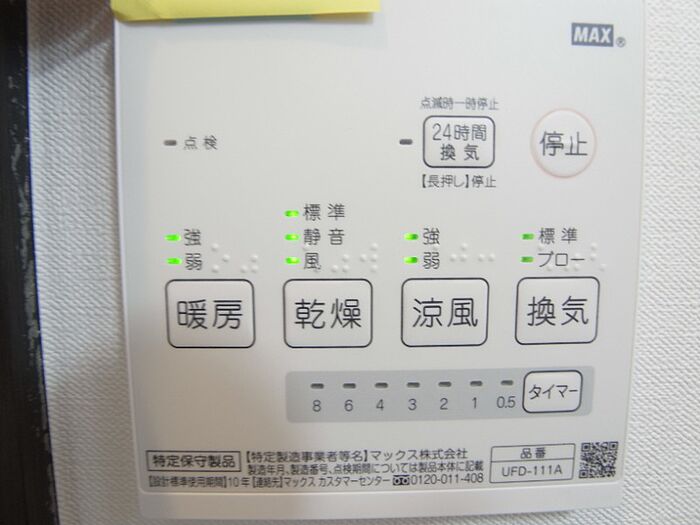 MAX®
点減時一時停止
点検
24時間
換気
停止
【長押し】停止
標準
強
静音
強
標準
弱
風
弱
ブロー
暖房
乾燥
涼風
換気
8 6 4 3 2 1 0.5
タイマー
特定保守製品
【特定製造事業者等名】マックス株式会社
製造年月、製造番号、点検期間については製品本体に記載
【設計標準使用期間】10年【連絡先】マックス カスタマーセンター 0120-011-408
品番
UFD-111A